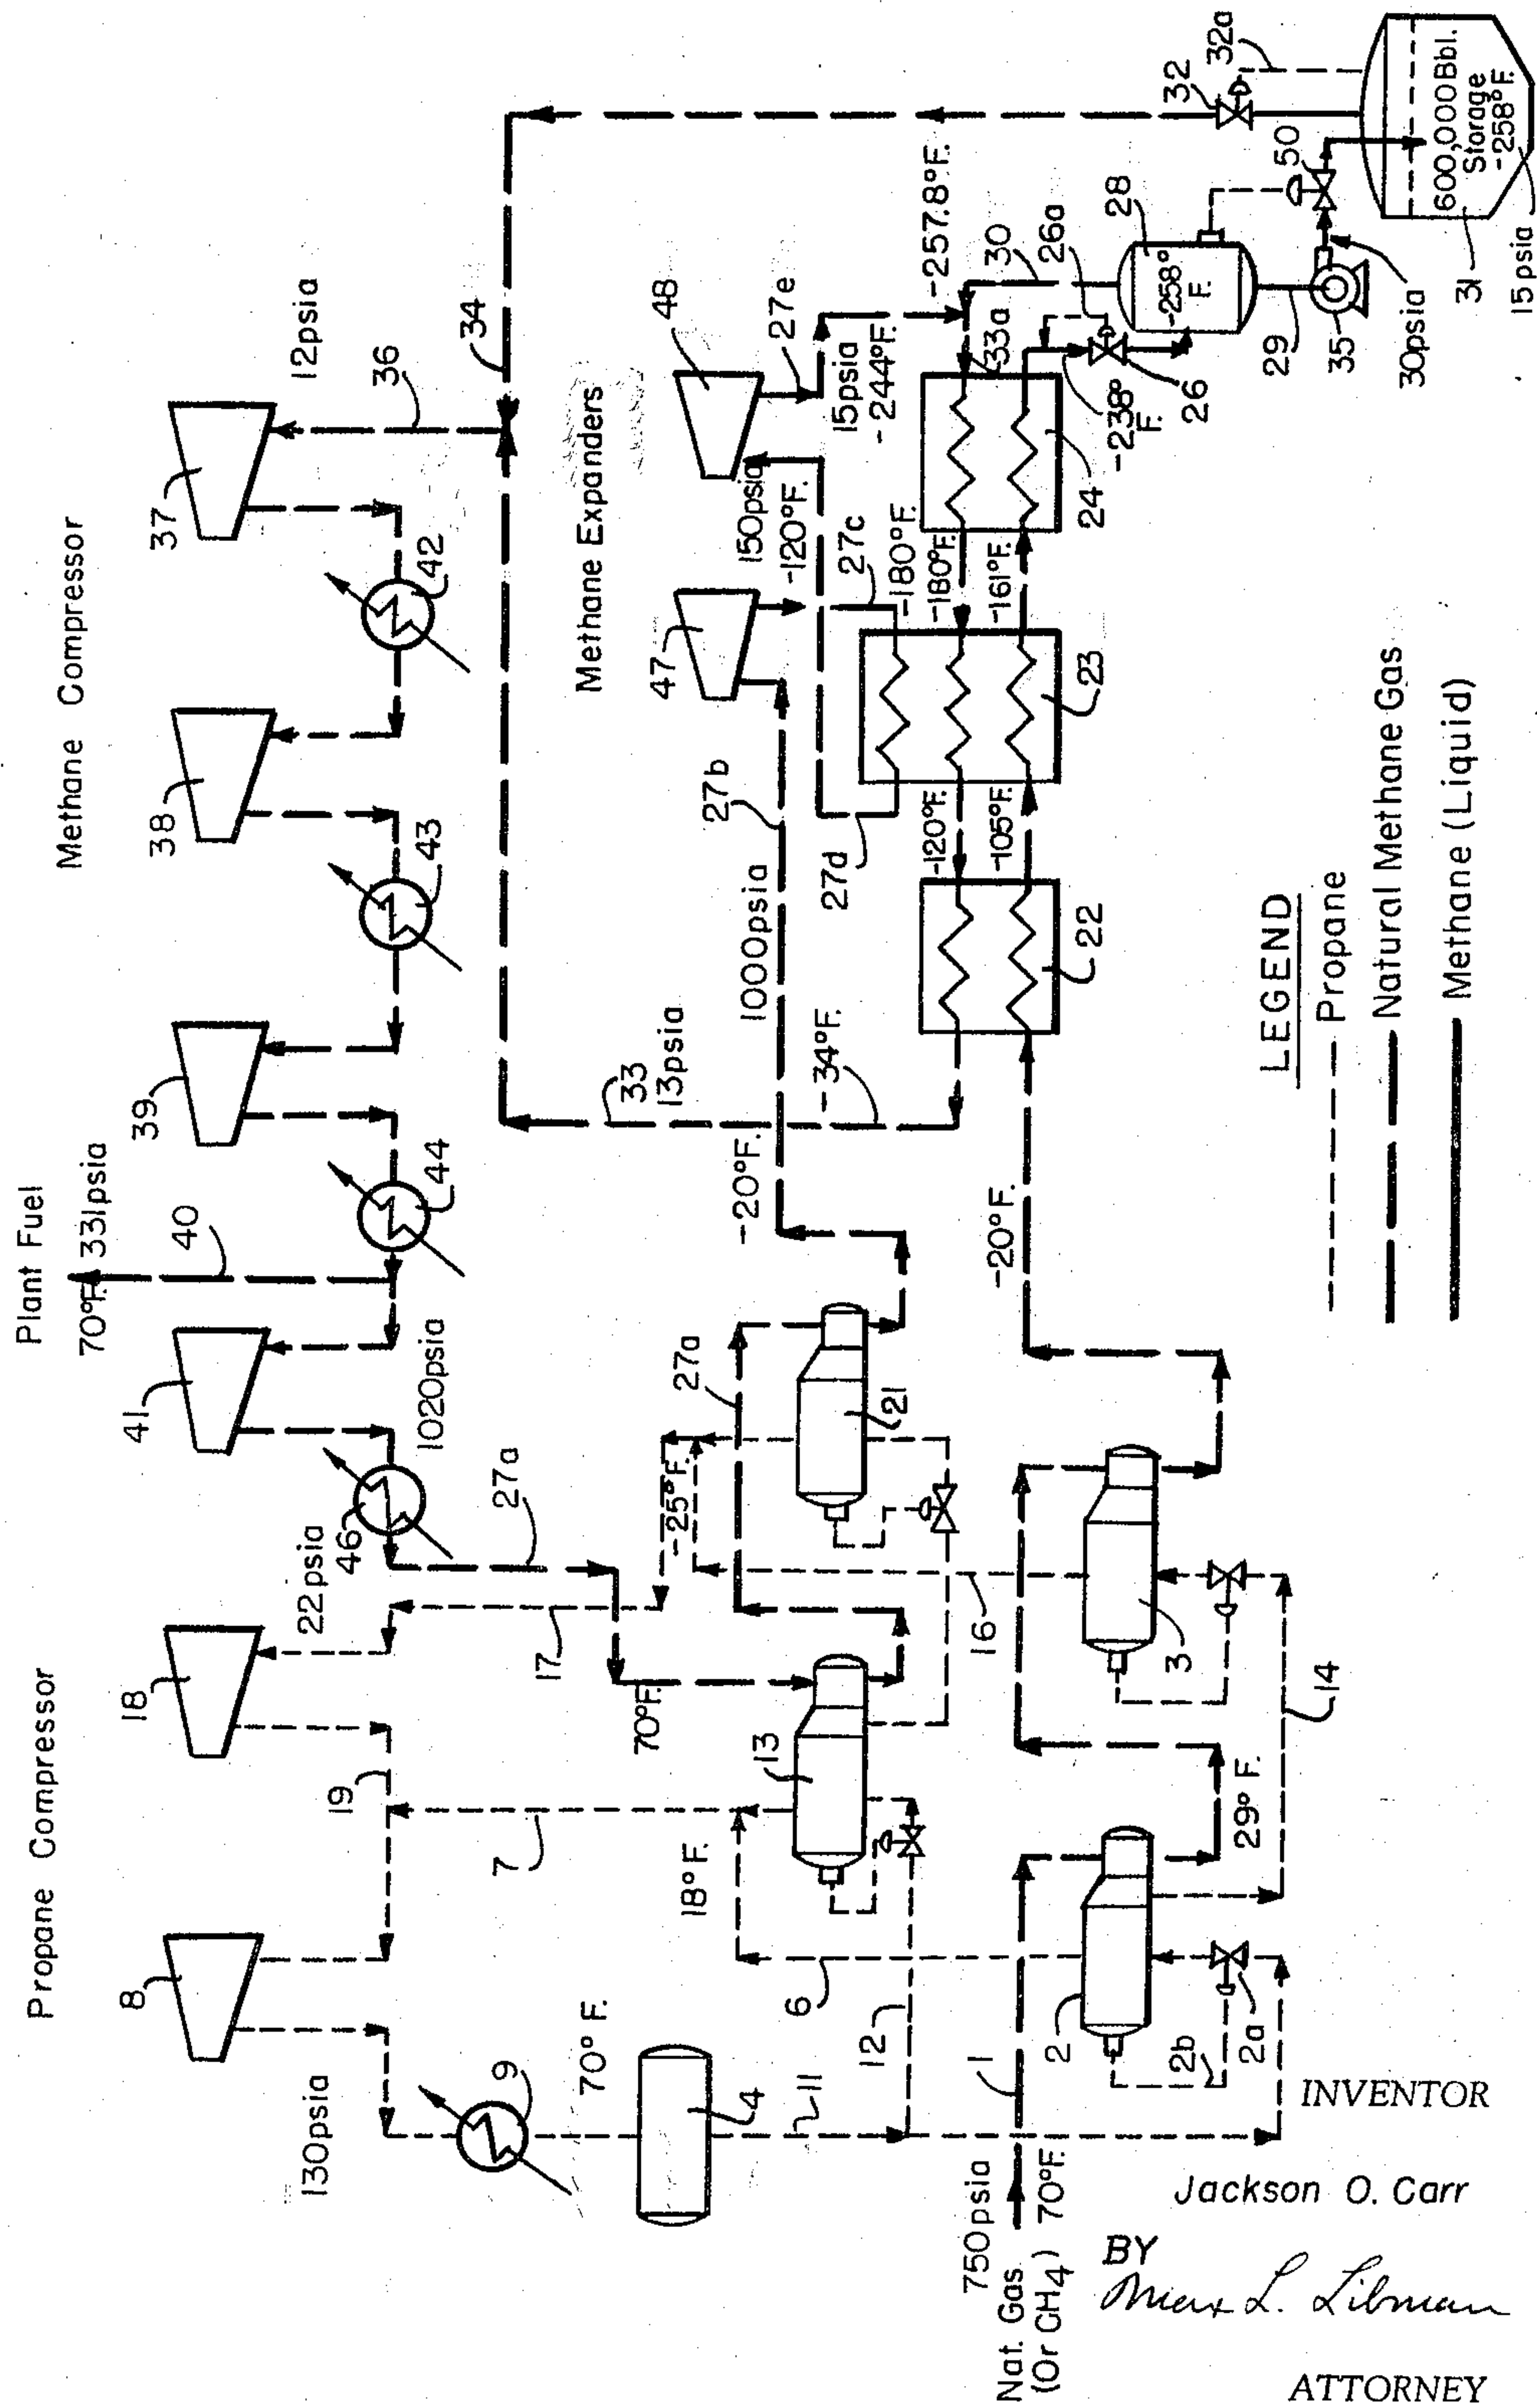 Propane Compressor
Methane Compressor
Plant Fuel
70°F. 331psia
40
8
18
41
39
38
37
130psia
19
22psia
46
1020psia
44
43
42
12psia
36
9
70° F.
4
11
7
17
27a
33
13psia
34
Methane Expanders
18° F.
70°F.
-25°F.
27a
-20°F.
1000psia
27b
47
48
27e
150psia
-120°F.
15psia
-244°F.
-257.8°F.
32
32a
6
12
13
21
-34°F.
27d
27c
-180°F.
-180°F.
-161°F.
-120°F.
-105°F.
33a
30
26a
28
-258°
F.
50
600,000Bbl.
Storage
-258°F.
1
16
-20°F.
22
23
24
-238°
F.
26
29
35
30psia
31
15psia
2
2b
2a
29° F.
3
14
750psia
Nat. Gas
(Or CH4) 70°F.
LEGEND
Propane
Natural Methane Gas
Methane (Liquid)
INVENTOR
Jackson O. Carr
BY
Max L. Libman
ATTORNEY